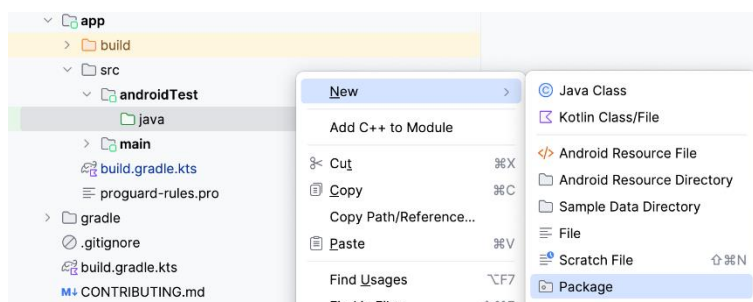 app
build
src
androidTest
java
main
build.gradle.kts
proguard-rules.pro
gradle
.gitignore
build.gradle.kts
M↓ CONTRIBUTING.md
New
Add C++ to Module
Cut ⌘X
Copy ⌘C
Copy Path/Reference...
Paste ⌘V
Find Usages ⌥F7
Java Class
Kotlin Class/File
Android Resource File
Android Resource Directory
Sample Data Directory
File
Scratch File ⇧⌘N
Package